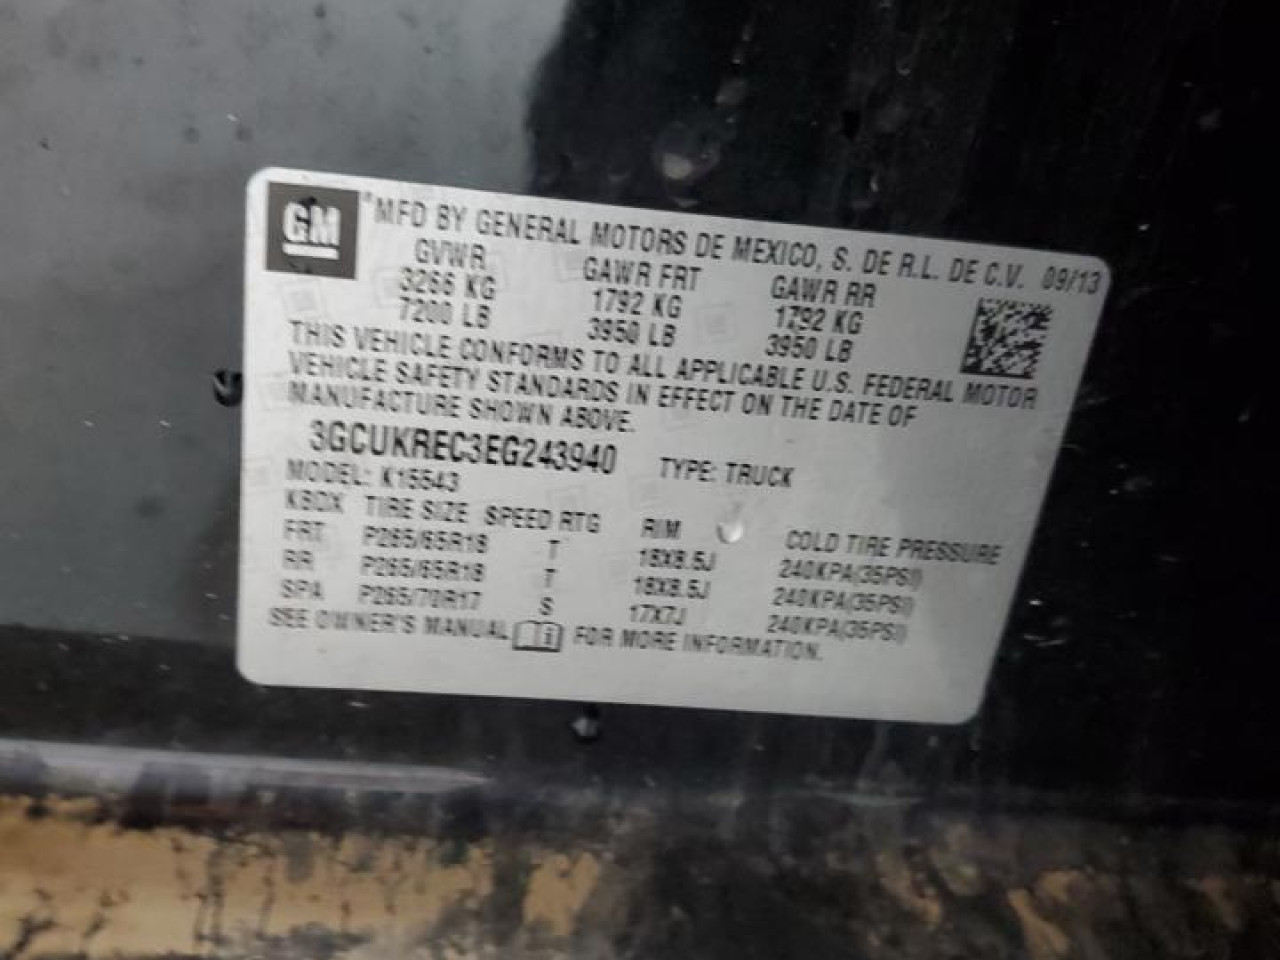 GM
®MFD BY GENERAL MOTORS DE MEXICO, S. DE R.L. DE C.V. 09/13
GVWR GAWR FRT GAWR RR
3266 KG 1792 KG 1792 KG
7200 LB 3950 LB 3950 LB
THIS VEHICLE CONFORMS TO ALL APPLICABLE U.S. FEDERAL MOTOR
VEHICLE SAFETY STANDARDS IN EFFECT ON THE DATE OF
MANUFACTURE SHOWN ABOVE.
3GCUKREC3EG243940 TYPE: TRUCK
MODEL: K15543
KBDX TIRE SIZE SPEED RTG RIM COLD TIRE PRESSURE
FRT P265/65R18 T 18X8.5J 240KPA(35PSI)
RR P265/65R18 T 18X8.5J 240KPA(35PSI)
SPA P265/70R17 S 17X7J 240KPA(35PSI)
SEE OWNER'S MANUAL FOR MORE INFORMATION.